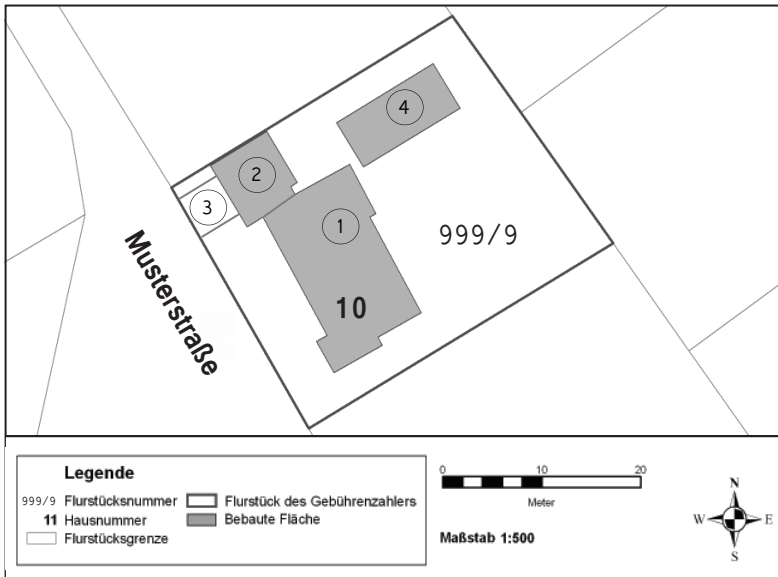 4
2
3
1
999/9
Musterstraße
10
Legende
999/9 Flurstücksnummer
11 Hausnummer
Flurstücksgrenze
Flurstück des Gebührenzahlers
Bebaute Fläche
0 10 20
Meter
Maßstab 1:500
N
W E
S